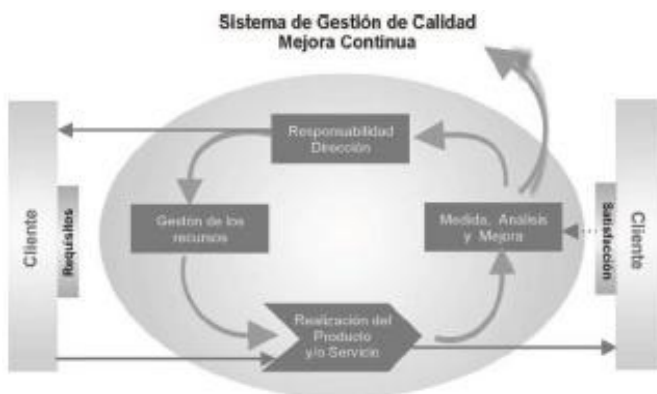 Sistema de Gestión de Calidad
Mejora Continua
Responsabilidad
Dirección
Cliente
Requisitos
Gestión de los
recursos
Medida, Análisis
y Mejora
Satisfacción
Cliente
Realización del
Producto
y/o Servicio